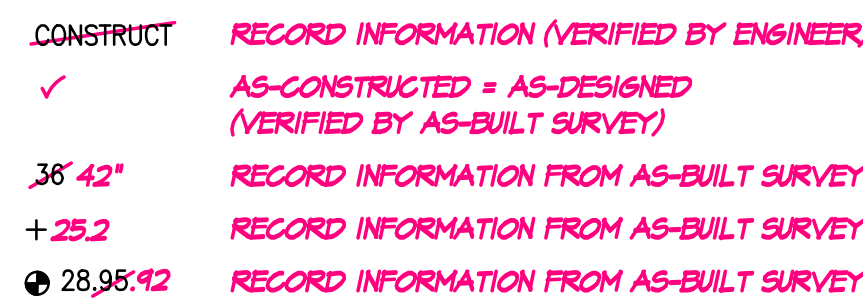 CONSTRUCT RECORD INFORMATION (VERIFIED BY ENGINEER)
✓ AS-CONSTRUCTED = AS-DESIGNED
(VERIFIED BY AS-BUILT SURVEY)
36 42" RECORD INFORMATION FROM AS-BUILT SURVEY
+25.2 RECORD INFORMATION FROM AS-BUILT SURVEY
28.95.92 RECORD INFORMATION FROM AS-BUILT SURVEY